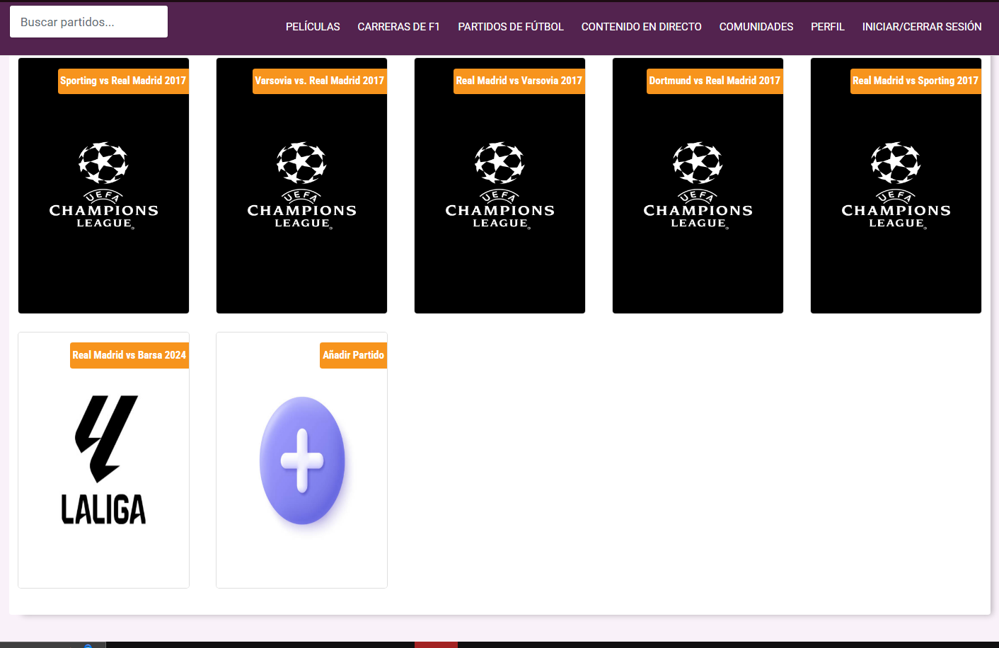 Buscar partidos...
PELÍCULAS
CARRERAS DE F1
PARTIDOS DE FÚTBOL
CONTENIDO EN DIRECTO
COMUNIDADES
PERFIL
INICIAR/CERRAR SESIÓN
Sporting vs Real Madrid 2017
UEFA
CHAMPIONS
LEAGUE
Varsovia vs. Real Madrid 2017
UEFA
CHAMPIONS
LEAGUE
Real Madrid vs Varsovia 2017
UEFA
CHAMPIONS
LEAGUE
Dortmund vs Real Madrid 2017
UEFA
CHAMPIONS
LEAGUE
Real Madrid vs Sporting 2017
UEFA
CHAMPIONS
LEAGUE
Real Madrid vs Barsa 2024
LALIGA
Añadir Partido